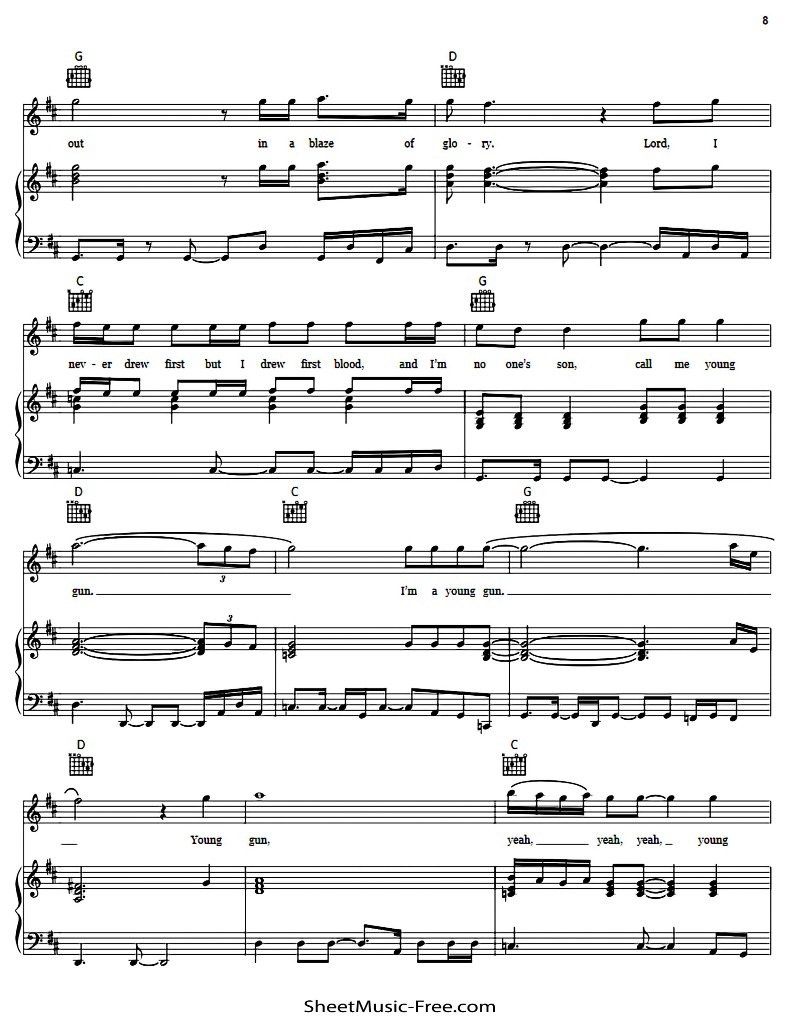 8
G D
out in a blaze of glo - ry. Lord, I
C G
nev - er drew first but I drew first blood, and I'm no one's son, call me young
D C G
3
gun. I'm a young gun.
3
D C
Young gun, yeah, yeah, yeah, young
SheetMusic-Free.com